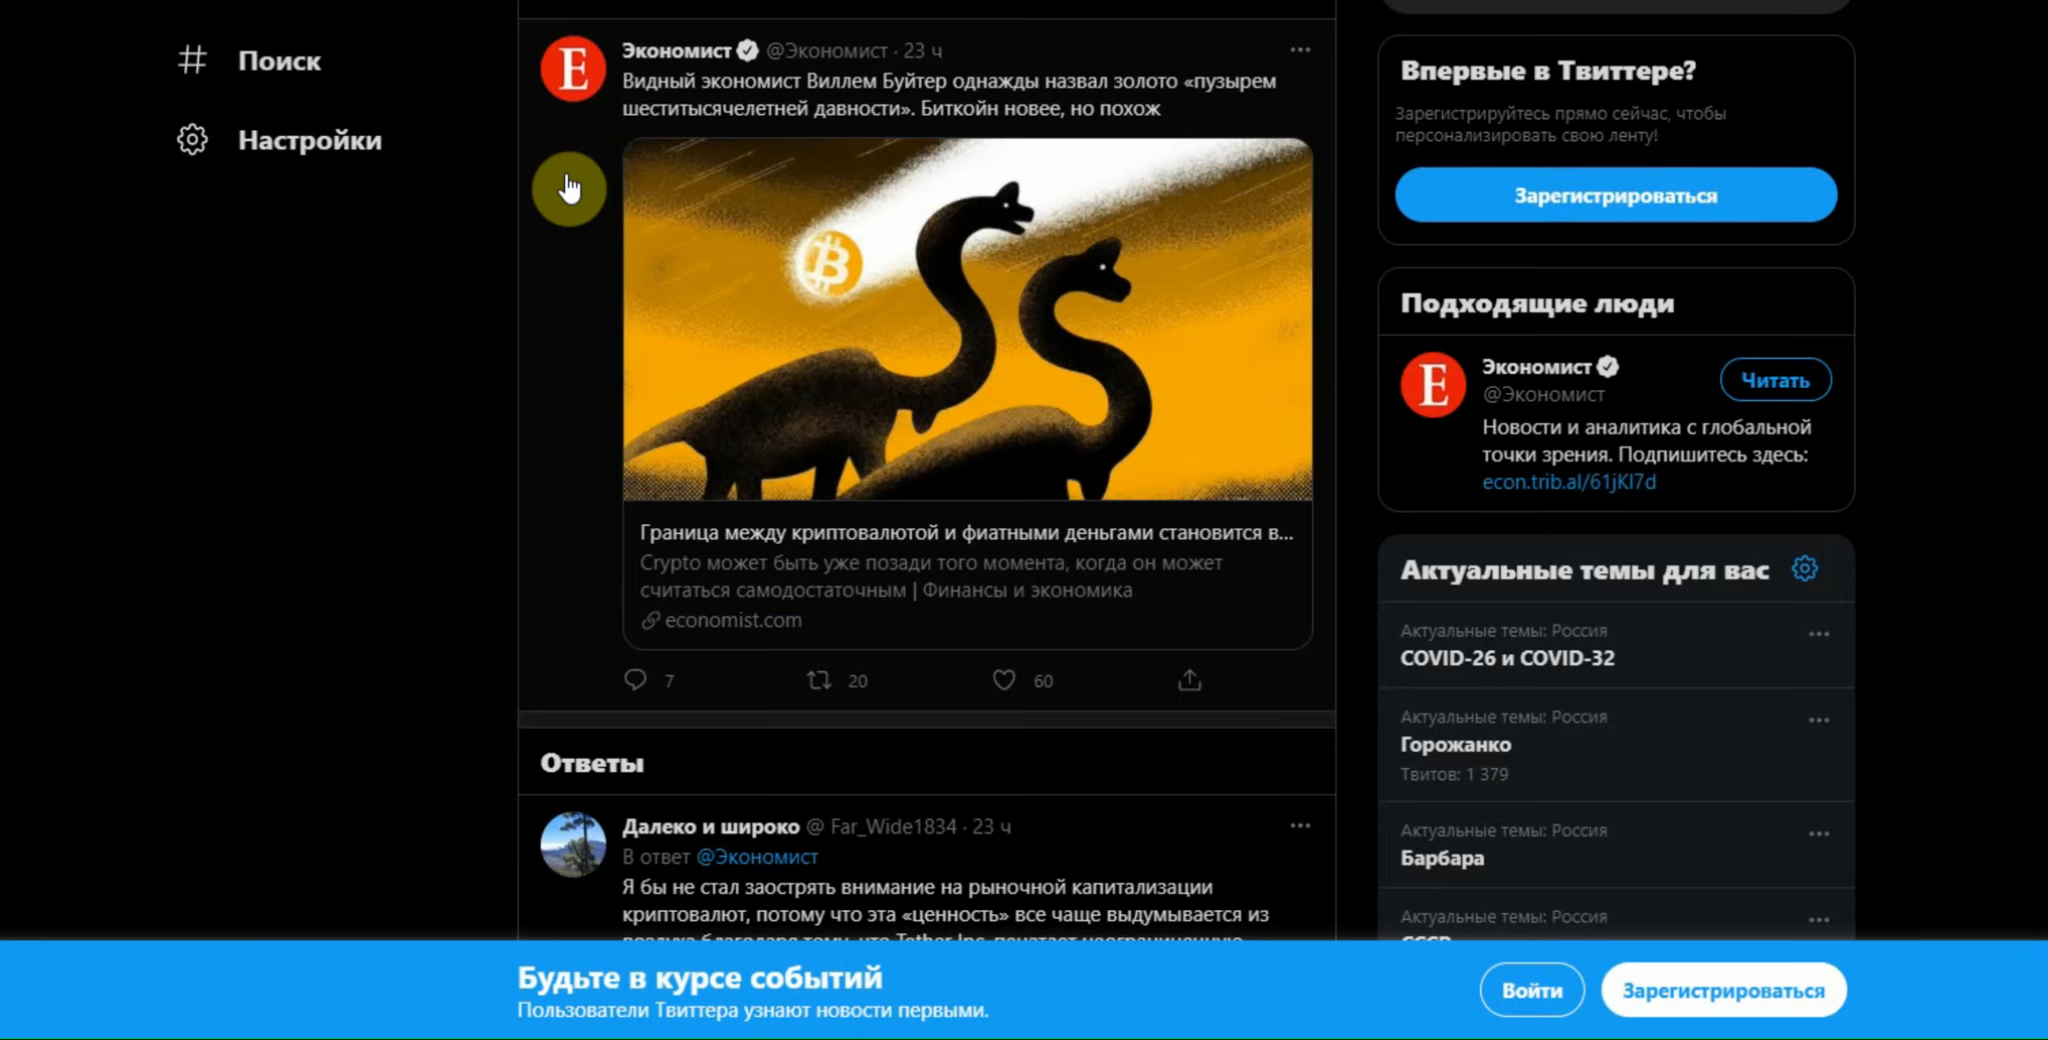 Поиск
Настройки
E
Экономист @Экономист · 23 ч
Видный экономист Виллем Буйтер однажды назвал золото «пузырем
шеститысячелетней давности». Биткойн новее, но похож
Граница между криптовалютой и фиатными деньгами становится в...
Crypto может быть уже позади того момента, когда он может
считаться самодостаточным | Финансы и экономика
economist.com
7 20 60
Ответы
Далеко и широко @ Far_Wide1834 · 23 ч
В ответ @Экономист
Я бы не стал заострять внимание на рыночной капитализации
криптовалют, потому что эта «ценность» все чаще выдумывается из
Впервые в Твиттере?
Зарегистрируйтесь прямо сейчас, чтобы
персонализировать свою ленту!
Зарегистрироваться
Подходящие люди
E
Экономист
@Экономист
Читать
Новости и аналитика с глобальной
точки зрения. Подпишитесь здесь:
econ.trib.al/61jKl7d
Актуальные темы для вас
Актуальные темы: Россия
COVID-26 и COVID-32
Актуальные темы: Россия
Горожанко
Твитов: 1 379
Актуальные темы: Россия
Барбара
Актуальные темы: Россия
Будьте в курсе событий
Пользователи Твиттера узнают новости первыми.
Войти
Зарегистрироваться